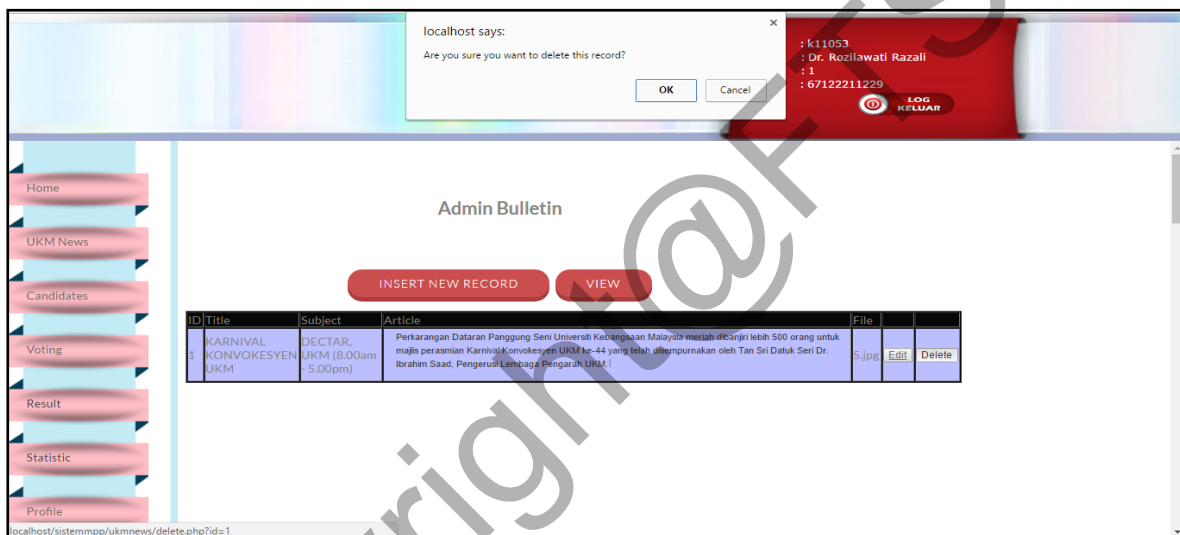 localhost says:
×
Are you sure you want to delete this record?
OK
Cancel
: k11053
: Dr. Rozilawati Razali
: 1
: 67122211229
LOG
KELUAR
Home
UKM News
Candidates
Voting
Result
Statistic
Profile
Admin Bulletin
INSERT NEW RECORD
VIEW
ID Title Subject Article File
1
KARNIVAL
KONVOKESYEN
UKM
DECTAR,
UKM (8.00am
- 5.00pm)
Perkarangan Dataran Panggung Seni Universiti Kebangsaan Malaysia meriah dibanjiri lebih 500 orang untuk
majlis perasmian Karnival Konvokesyen UKM ke-44 yang telah disempurnakan oleh Tan Sri Datuk Seri Dr.
Ibrahim Saad, Pengerusi Lembaga Pengarah UKM.
5.jpg
Edit
Delete
localhost/sistemmpp/ukmnews/delete.php?id=1